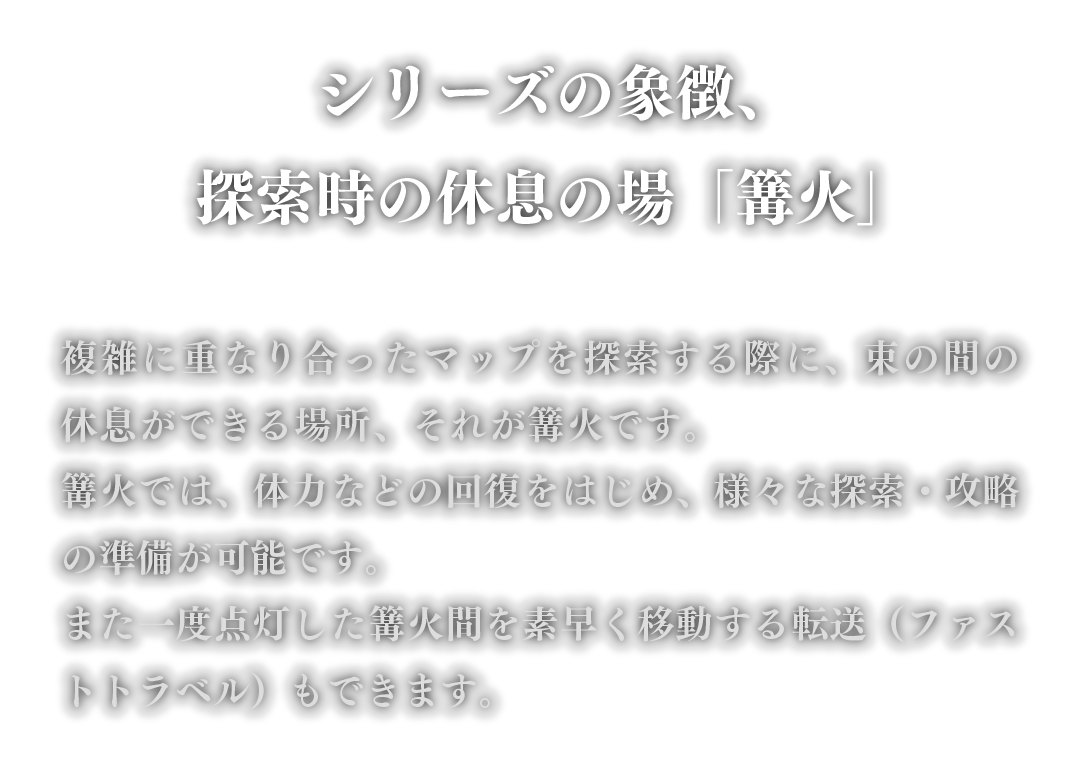 シリーズの象徴、
探索時の休息の場「篝火」
複雑に重なり合ったマップを探索する際に、束の間の
休息ができる場所、それが篝火です。
篝火では、体力などの回復をはじめ、様々な探索・攻略
の準備が可能です。
また一度点灯した篝火間を素早く移動する転送（ファス
トトラベル）もできます。